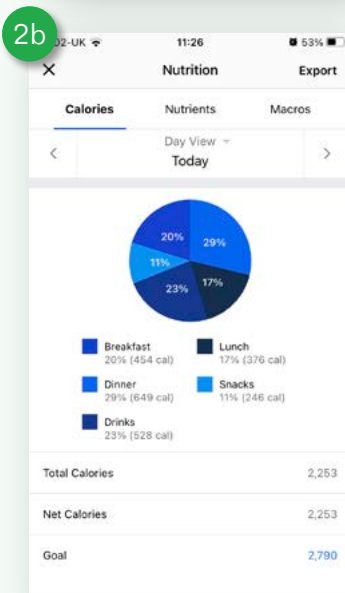 2b
O2-UK
11:26
53%
Nutrition
Export
Calories
Nutrients
Macros
Day View
Today
20%
29%
11%
17%
23%
Breakfast
20% (454 cal)
Lunch
17% (376 cal)
Dinner
29% (649 cal)
Snacks
11% (246 cal)
Drinks
23% (528 cal)
Total Calories
2,253
Net Calories
2,253
Goal
2,790